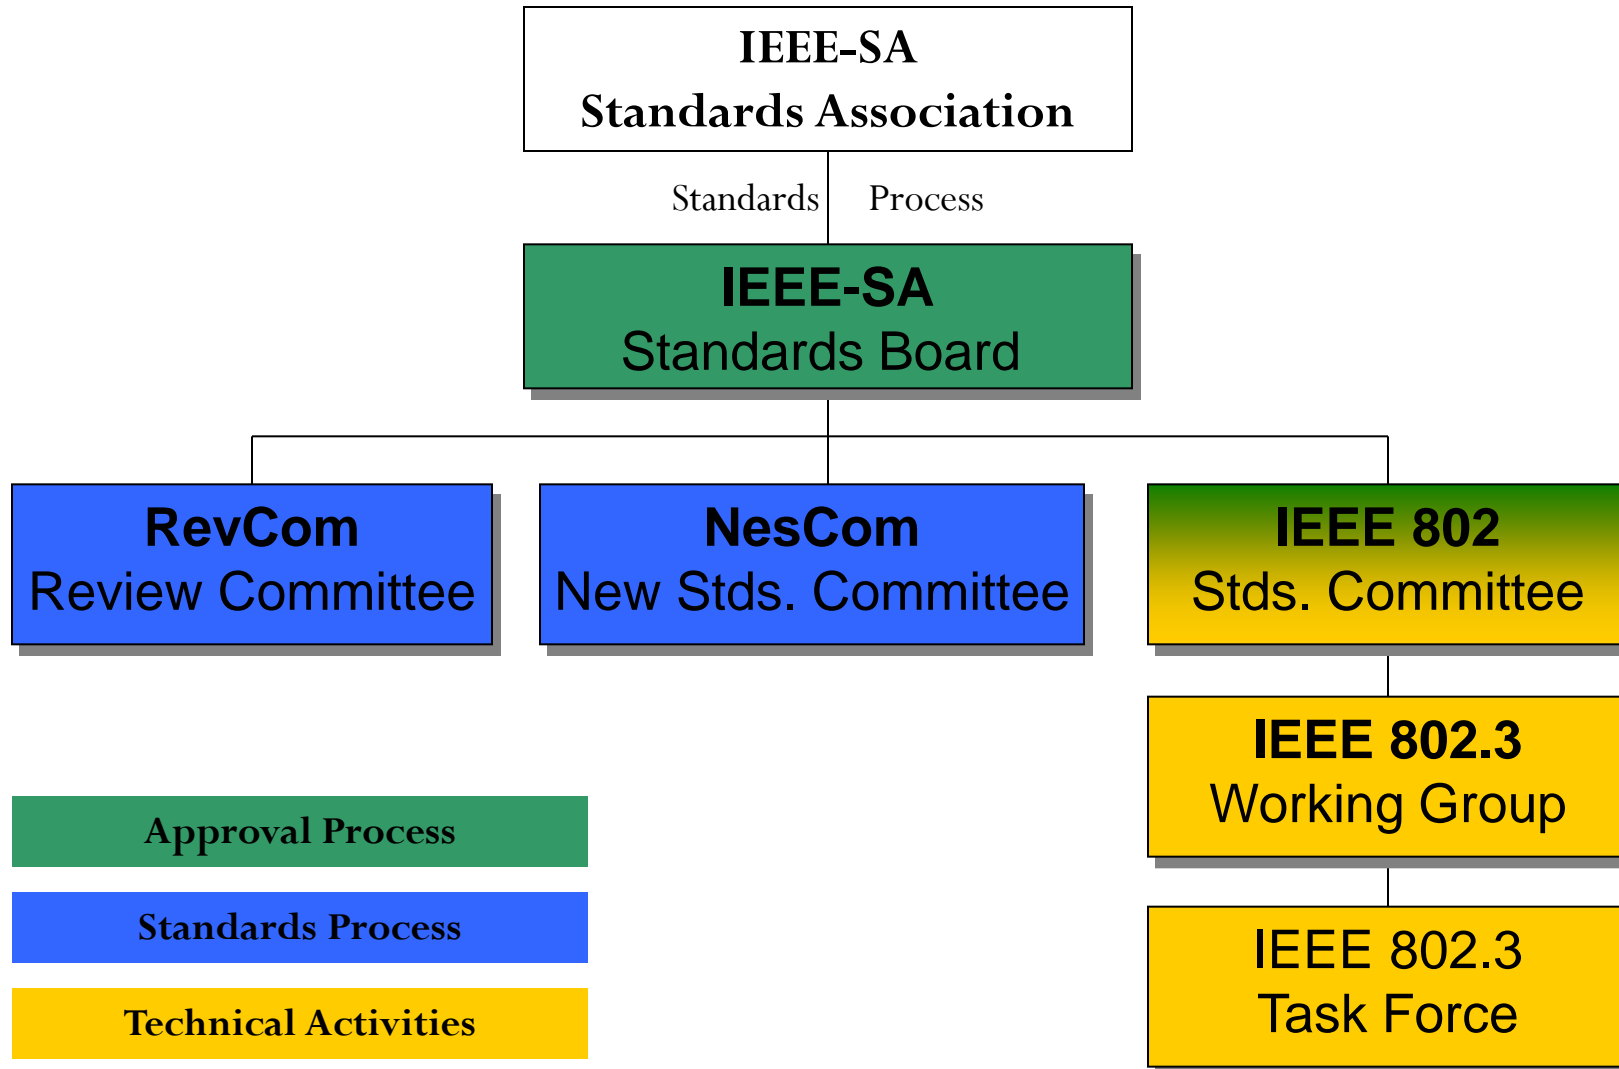 IEEE-SA
Standards Association
Standards Process
IEEE-SA
Standards Board
RevCom
Review Committee
NesCom
New Stds. Committee
IEEE 802
Stds. Committee
IEEE 802.3
Working Group
IEEE 802.3
Task Force
Approval Process
Standards Process
Technical Activities